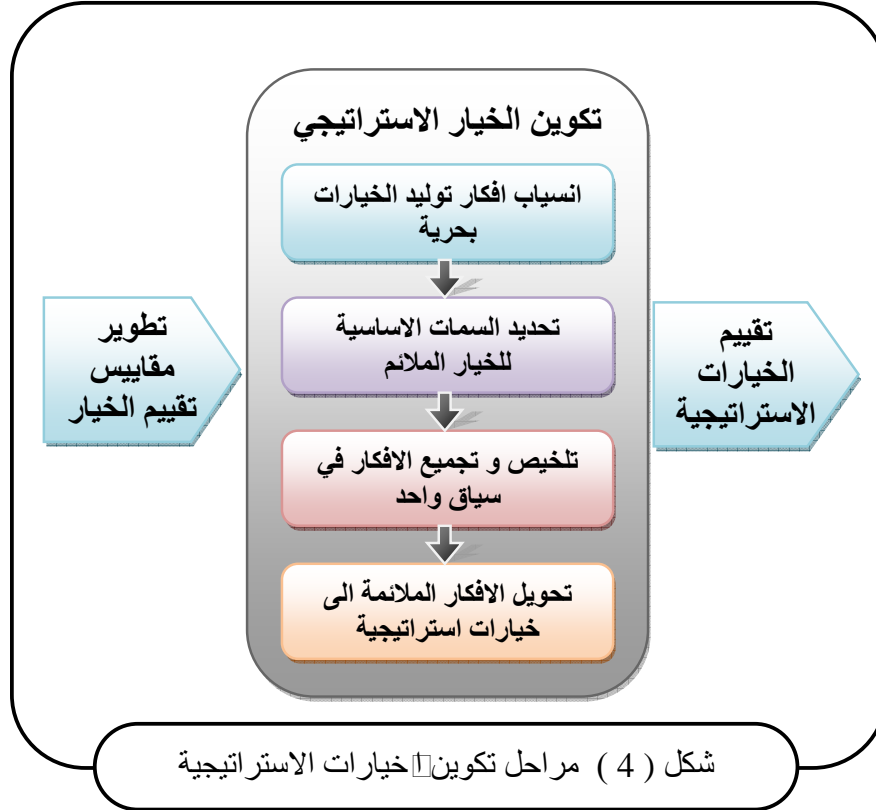 تكوين الخيار الاستراتيجي
انسياب افكار توليد الخيارات
بحرية
تحديد السمات الاساسية
للخيار الملائم
تلخيص و تجميع الافكار في
سياق واحد
تحويل الافكار الملائمة الى
خيارات استراتيجية
تطوير
مقاييس
تقييم الخيار
تقييم
الخيارات
الاستراتيجية
شكل ( 4 ) مراحل تكوين الاستراتيجية